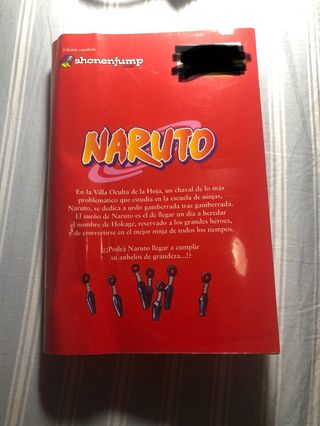 Edición española
shonenjump
NARUTO
En la Villa Oculta de la Hoja, un chaval de lo más
problemático que estudia en la escuela de ninjas,
Naruto, se dedica a urdir gamberrada tras gamberrada.
El sueño de Naruto es el de llegar un día a heredar
el nombre de Hokage, reservado a los grandes héroes,
y de convertirse en el mejor ninja de todos los tiempos.
¡¿Podrá Naruto llegar a cumplir
su anhelos de grandeza...!?